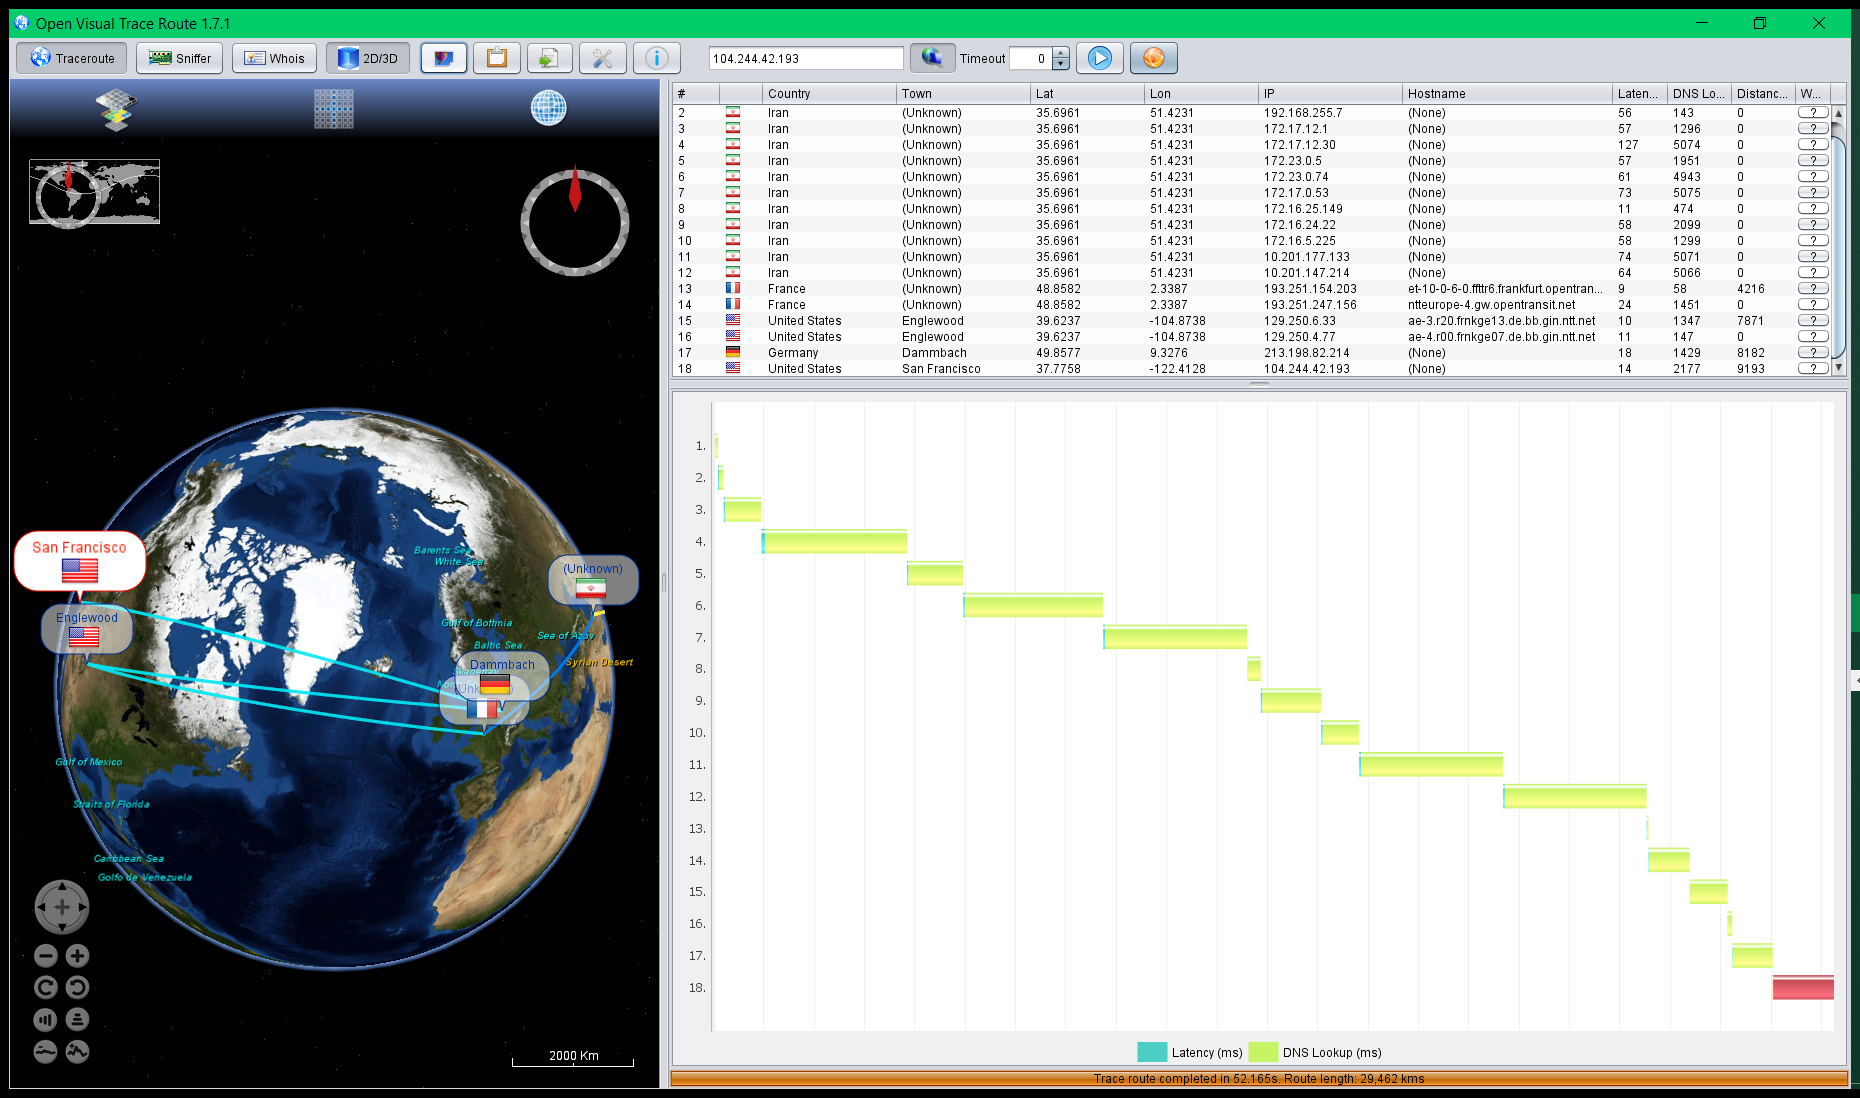 Open Visual Trace Route 1.7.1
Traceroute Sniffer Whois 2D/3D 104.244.42.193 Timeout 0
# Country Town Lat Lon IP Hostname Laten... DNS Lo... Distanc... W...
2 Iran (Unknown) 35.6961 51.4231 192.168.255.7 (None) 56 143 0 ?
3 Iran (Unknown) 35.6961 51.4231 172.17.12.1 (None) 57 1296 0 ?
4 Iran (Unknown) 35.6961 51.4231 172.17.12.30 (None) 127 5074 0 ?
5 Iran (Unknown) 35.6961 51.4231 172.23.0.5 (None) 57 1951 0 ?
6 Iran (Unknown) 35.6961 51.4231 172.23.0.74 (None) 61 4943 0 ?
7 Iran (Unknown) 35.6961 51.4231 172.17.0.53 (None) 73 5075 0 ?
8 Iran (Unknown) 35.6961 51.4231 172.16.25.149 (None) 11 474 0 ?
9 Iran (Unknown) 35.6961 51.4231 172.16.24.22 (None) 58 2099 0 ?
10 Iran (Unknown) 35.6961 51.4231 172.16.5.225 (None) 58 1299 0 ?
11 Iran (Unknown) 35.6961 51.4231 10.201.177.133 (None) 74 5071 0 ?
12 Iran (Unknown) 35.6961 51.4231 10.201.147.214 (None) 64 5066 0 ?
13 France (Unknown) 48.8582 2.3387 193.251.154.203 et-10-0-6-0.ffttr6.frankfurt.opentran... 9 58 4216 ?
14 France (Unknown) 48.8582 2.3387 193.251.247.156 ntteurope-4.gw.opentransit.net 24 1451 0 ?
15 United States Englewood 39.6237 -104.8738 129.250.6.33 ae-3.r20.frnkge13.de.bb.gin.ntt.net 10 1347 7871 ?
16 United States Englewood 39.6237 -104.8738 129.250.4.77 ae-4.r00.frnkge07.de.bb.gin.ntt.net 11 147 0 ?
17 Germany Dammbach 49.8577 9.3276 213.198.82.214 (None) 18 1429 8182 ?
18 United States San Francisco 37.7758 -122.4128 104.244.42.193 (None) 14 2177 9193 ?
San Francisco
Englewood
Barents Sea
White Sea
(Unknown)
Gulf of Bothnia
Sea of Azov
Baltic Sea
Syrian Desert
Dammbach
Gulf of Mexico
Straits of Florida
Caribbean Sea
Golfo de Venezuela
2000 Km
1.
2.
3.
4.
5.
6.
7.
8.
9.
10.
11.
12.
13.
14.
15.
16.
17.
18.
Latency (ms) DNS Lookup (ms)
Trace route completed in 52.165s. Route length: 29,462 kms